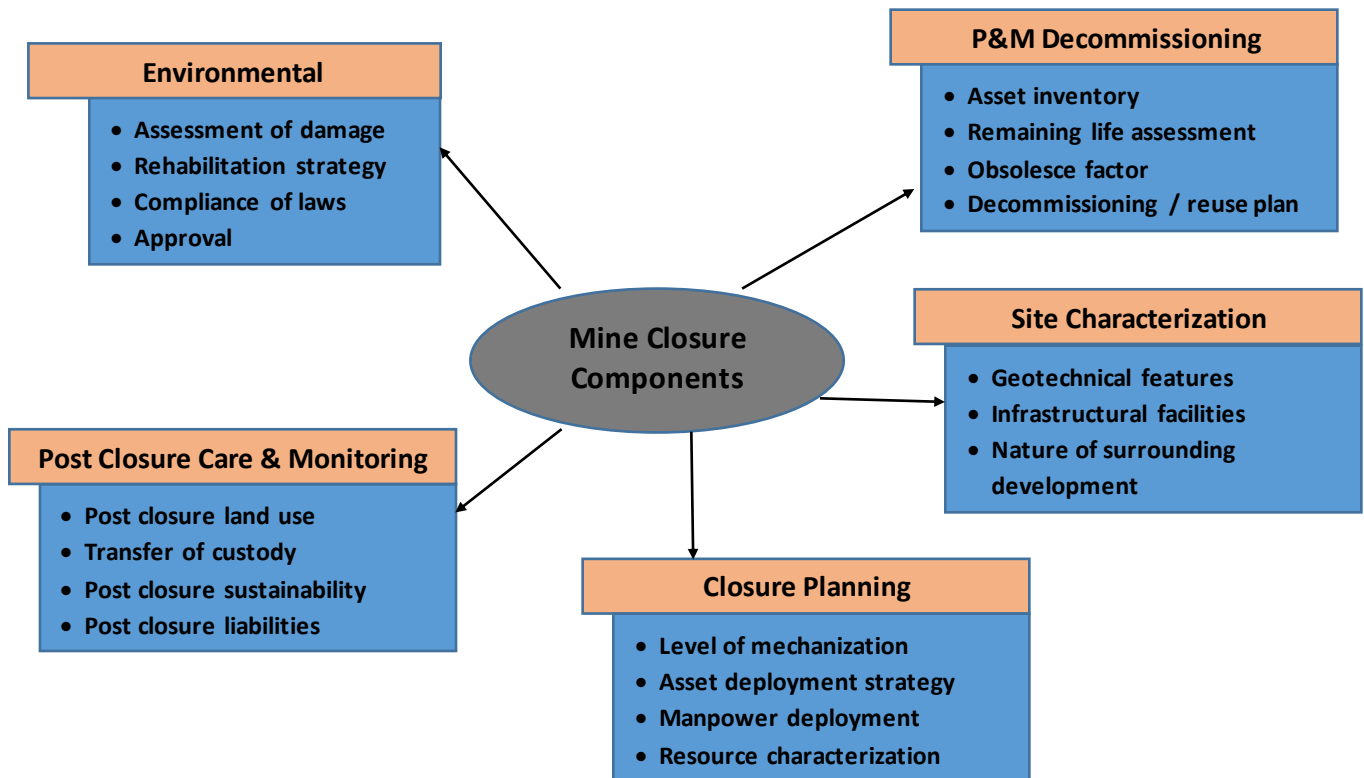 Environmental
• Assessment of damage
• Rehabilitation strategy
• Compliance of laws
• Approval
P&M Decommissioning
• Asset inventory
• Remaining life assessment
• Obsolesce factor
• Decommissioning / reuse plan
Mine Closure
Components
Site Characterization
• Geotechnical features
• Infrastructural facilities
• Nature of surrounding
development
Post Closure Care & Monitoring
• Post closure land use
• Transfer of custody
• Post closure sustainability
• Post closure liabilities
Closure Planning
• Level of mechanization
• Asset deployment strategy
• Manpower deployment
• Resource characterization